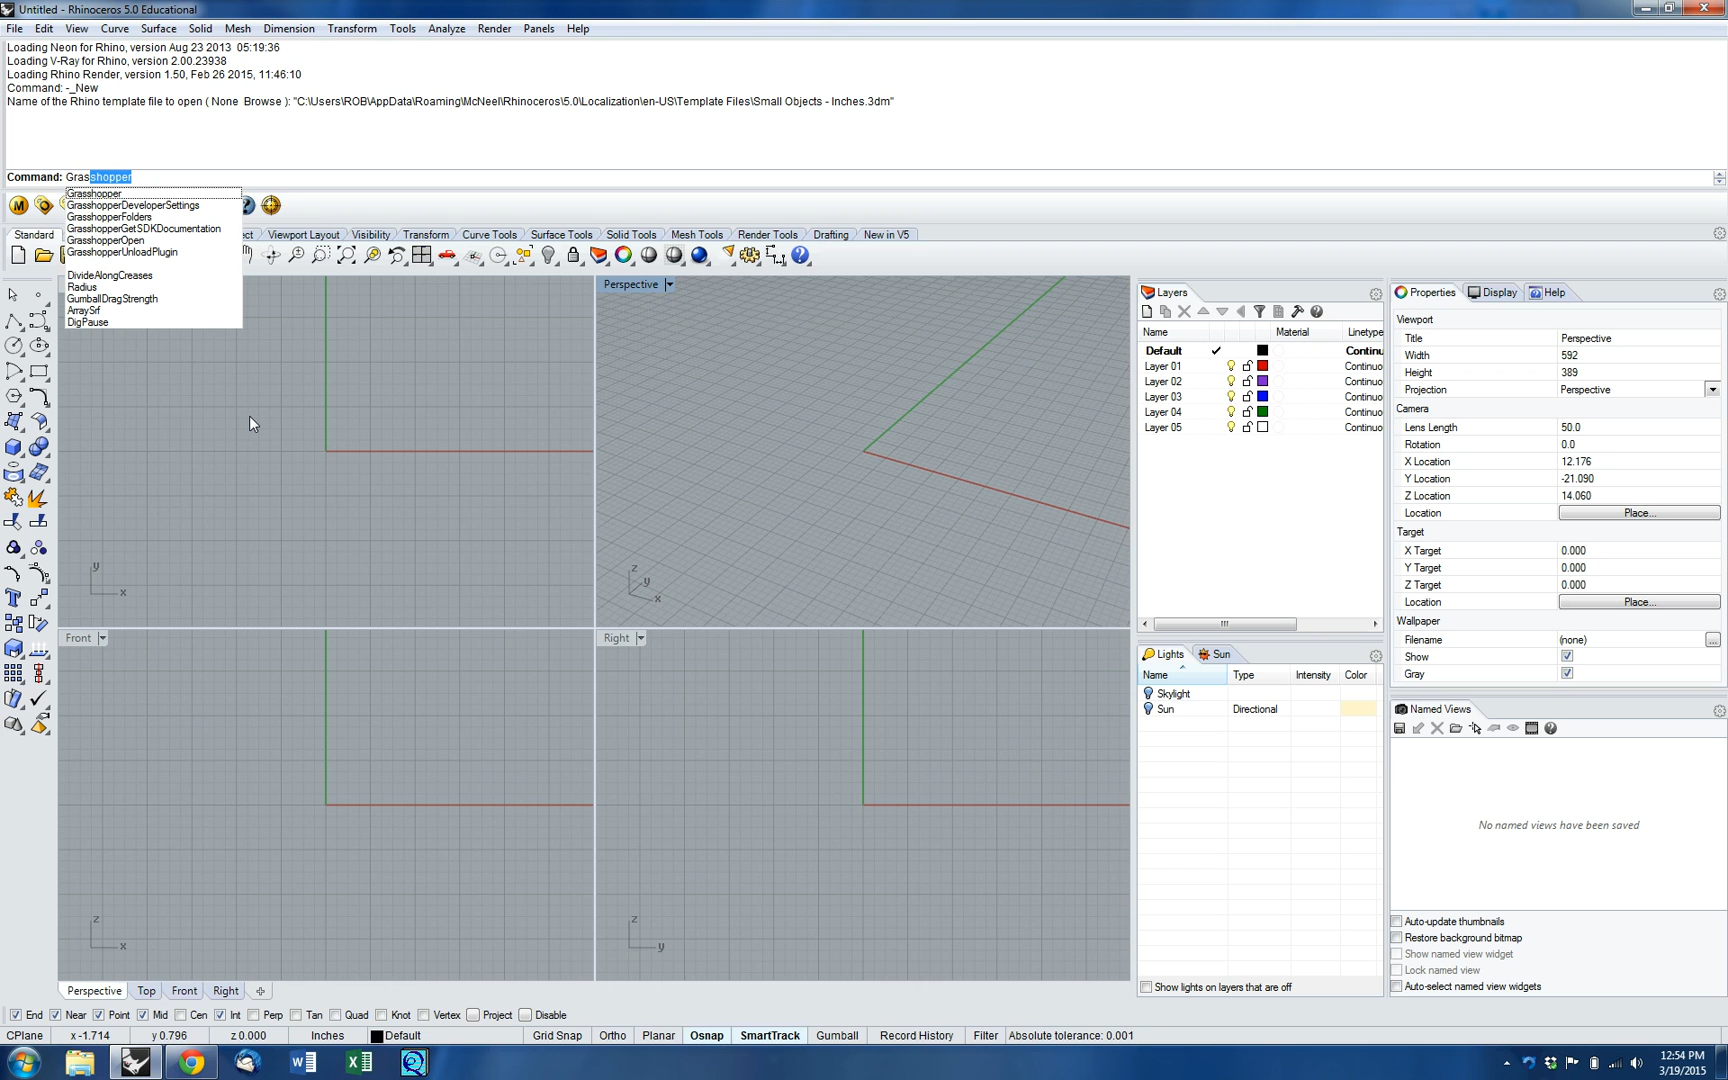 Untitled - Rhinoceros 5.0 Educational
File Edit View Curve Surface Solid Mesh Dimension Transform Tools Analyze Render Panels Help
Loading Neon for Rhino, version Aug 23 2013 05:19:36
Loading V-Ray for Rhino, version 2.00.23938
Loading Rhino Render, version 1.50, Feb 26 2015, 11:46:10
Command: -_New
Name of the Rhino template file to open ( None Browse ): "C:\Users\ROB\AppData\Roaming\McNeel\Rhinoceros\5.0\Localization\en-US\Template Files\Small Objects - Inches.3dm"
Command: Grasshopper
Grasshopper
GrasshopperDeveloperSettings
GrasshopperFolders
GrasshopperGetSDKDocumentation
GrasshopperOpen
GrasshopperUnloadPlugin
DivideAlongCreases
Radius
GumballDragStrength
ArraySrf
DigPause
Standard ect Viewport Layout Visibility Transform Curve Tools Surface Tools Solid Tools Mesh Tools Render Tools Drafting New in V5
Perspective
y
x
z
y
x
Front
z
x
Right
z
y
Layers
Name Material Linetype
Default Continu
Layer 01 Continuo
Layer 02 Continuo
Layer 03 Continuo
Layer 04 Continuo
Layer 05 Continuo
Lights Sun
Name Type Intensity Color
Skylight
Sun Directional
Show lights on layers that are off
Properties Display Help
Viewport
Title Perspective
Width 592
Height 389
Projection Perspective
Camera
Lens Length 50.0
Rotation 0.0
X Location 12.176
Y Location -21.090
Z Location 14.060
Location Place...
Target
X Target 0.000
Y Target 0.000
Z Target 0.000
Location Place...
Wallpaper
Filename (none) ...
Show
Gray
Named Views
No named views have been saved
Auto-update thumbnails
Restore background bitmap
Show named view widget
Lock named view
Auto-select named view widgets
Perspective Top Front Right
End Near Point Mid Cen Int Perp Tan Quad Knot Vertex Project Disable
CPlane x -1.714 y 0.796 z 0.000 Inches Default Grid Snap Ortho Planar Osnap SmartTrack Gumball Record History Filter Absolute tolerance: 0.001
12:54 PM
3/19/2015